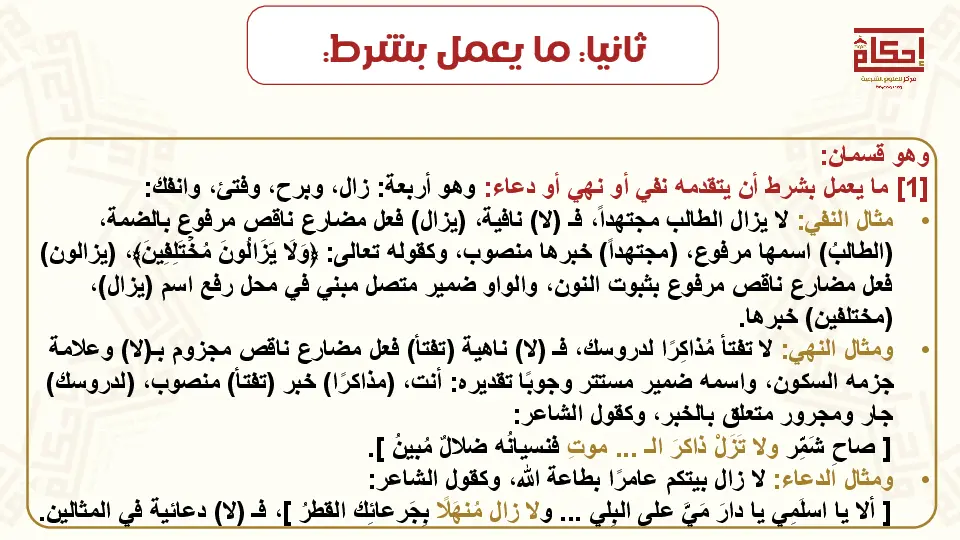 ثانيا: ما يعمل بشرط:
إحكام
مركز للعلوم الشرعية
وهو قسمان:
[1] ما يعمل بشرط أن يتقدمه نفي أو نهي أو دعاء: وهو أربعة: زال، وبرح، وفتئ، وانفك:
• مثال النفي: لا يزال الطالب مجتهداً، فـ (لا) نافية، (يزال) فعل مضارع ناقص مرفوع بالضمة،
(الطالبُ) اسمها مرفوع، (مجتهداً) خبرها منصوب، وكقوله تعالى: ﴿وَلَا يَزَالُونَ مُخْتَلِفِينَ﴾، (يزالون)
فعل مضارع ناقص مرفوع بثبوت النون، والواو ضمير متصل مبني في محل رفع اسم (يزال)،
(مختلفين) خبرها.
• ومثال النهي: لا تفتأ مُذاكِرًا لدروسك، فـ (لا) ناهية (تفتأ) فعل مضارع ناقص مجزوم بـ(لا) وعلامة
جزمه السكون، واسمه ضمير مستتر وجوبًا تقديره: أنت، (مذاكرًا) خبر (تفتأ) منصوب، (لدروسك)
جار ومجرور متعلق بالخبر، وكقول الشاعر:
[ صاحِ شَمِّر ولا تَزَلْ ذَاكرَ الـ ... موتِ فنسيانُه ضلالٌ مُبينُ ].
• ومثال الدعاء: لا زال بيتكم عامرًا بطاعة الله، وكقول الشاعر:
[ ألا يا اسلَمِي يا دارَ مَيَّ على البِلِي ... ولا زال مُنهَلًا بِجَرعائِك القطرُ ]، فـ (لا) دعائية في المثالين.